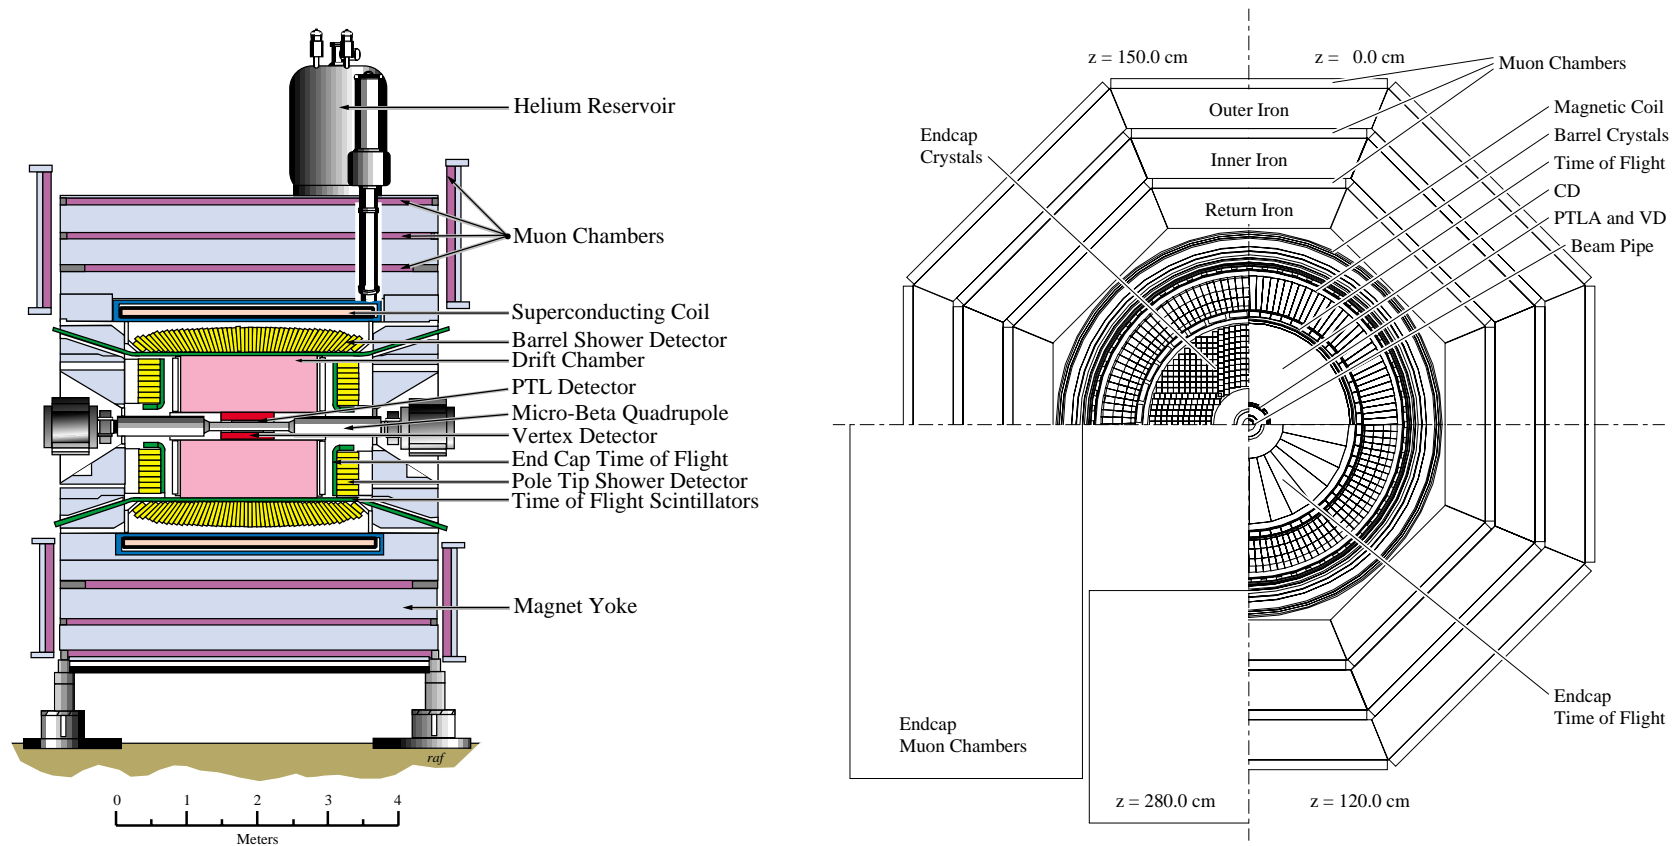 Helium Reservoir
Muon Chambers
Superconducting Coil
Barrel Shower Detector
Drift Chamber
PTL Detector
Micro-Beta Quadrupole
Vertex Detector
End Cap Time of Flight
Pole Tip Shower Detector
Time of Flight Scintillators
Magnet Yoke
raf
0 1 2 3 4
Meters
z = 150.0 cm
z = 0.0 cm
Muon Chambers
Outer Iron
Magnetic Coil
Endcap
Crystals
Barrel Crystals
Inner Iron
Time of Flight
CD
Return Iron
PTLA and VD
Beam Pipe
Endcap
Time of Flight
Endcap
Muon Chambers
z = 280.0 cm
z = 120.0 cm